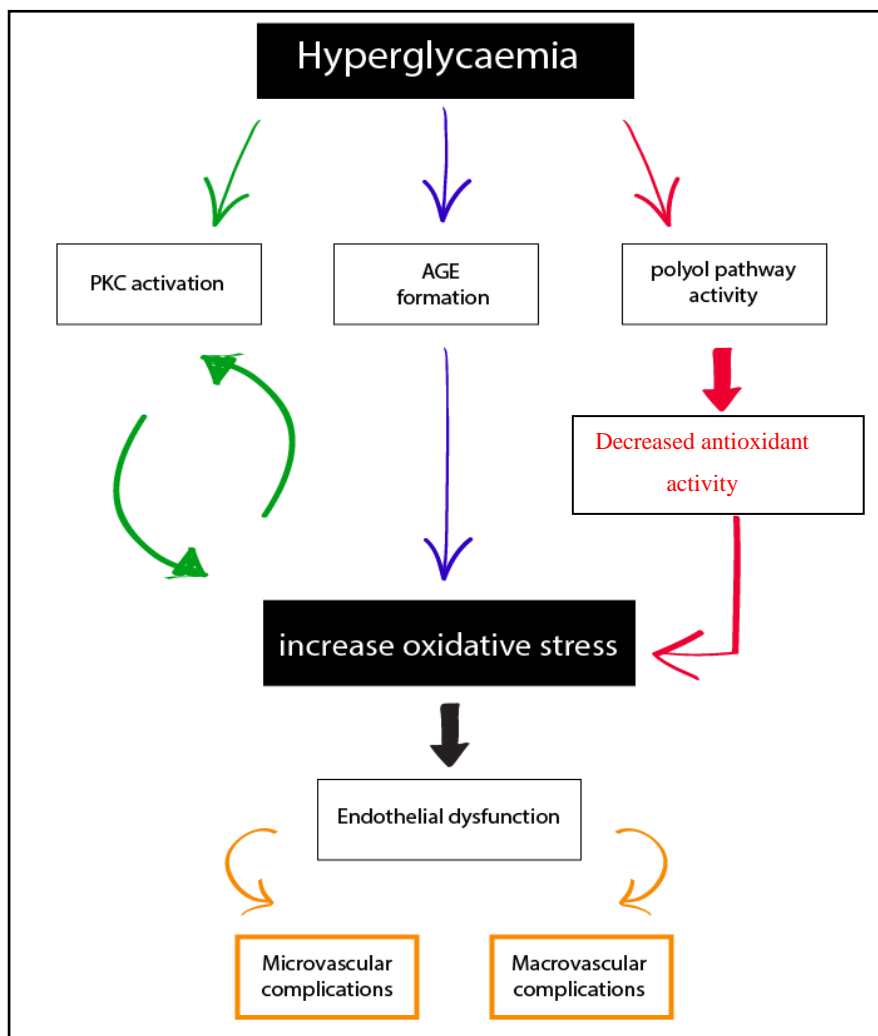 Hyperglycaemia
PKC activation
AGE
formation
polyol pathway
activity
Decreased antioxidant
activity
increase oxidative stress
Endothelial dysfunction
Microvascular
complications
Macrovascular
complications